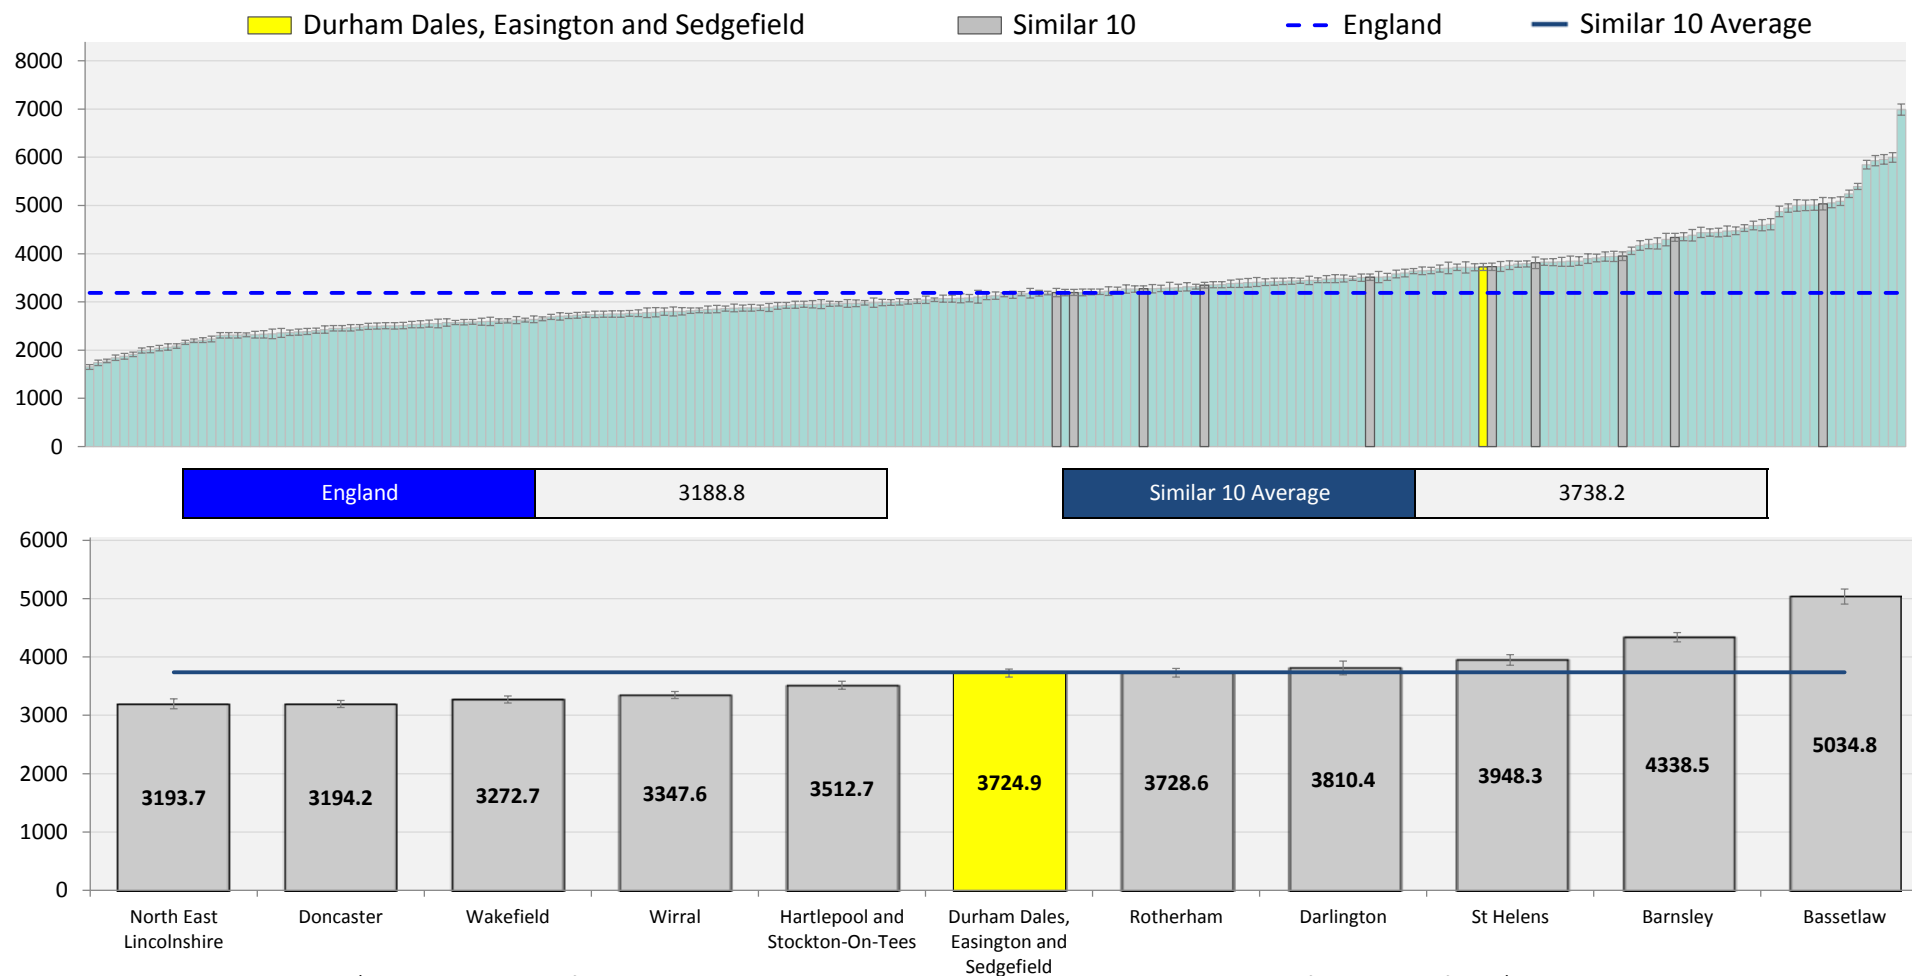 Durham Dales, Easington and Sedgefield
Similar 10
England
Similar 10 Average
8000
7000
6000
5000
4000
3000
2000
1000
0
England 3188.8
Similar 10 Average 3738.2
6000
5000
4000
3000
2000
1000
0
3193.7 3194.2 3272.7 3347.6 3512.7 3724.9 3728.6 3810.4 3948.3 4338.5 5034.8
North East
Lincolnshire
Doncaster
Wakefield
Wirral
Hartlepool and
Stockton-On-Tees
Durham Dales,
Easington and
Sedgefield
Rotherham
Darlington
St Helens
Barnsley
Bassetlaw